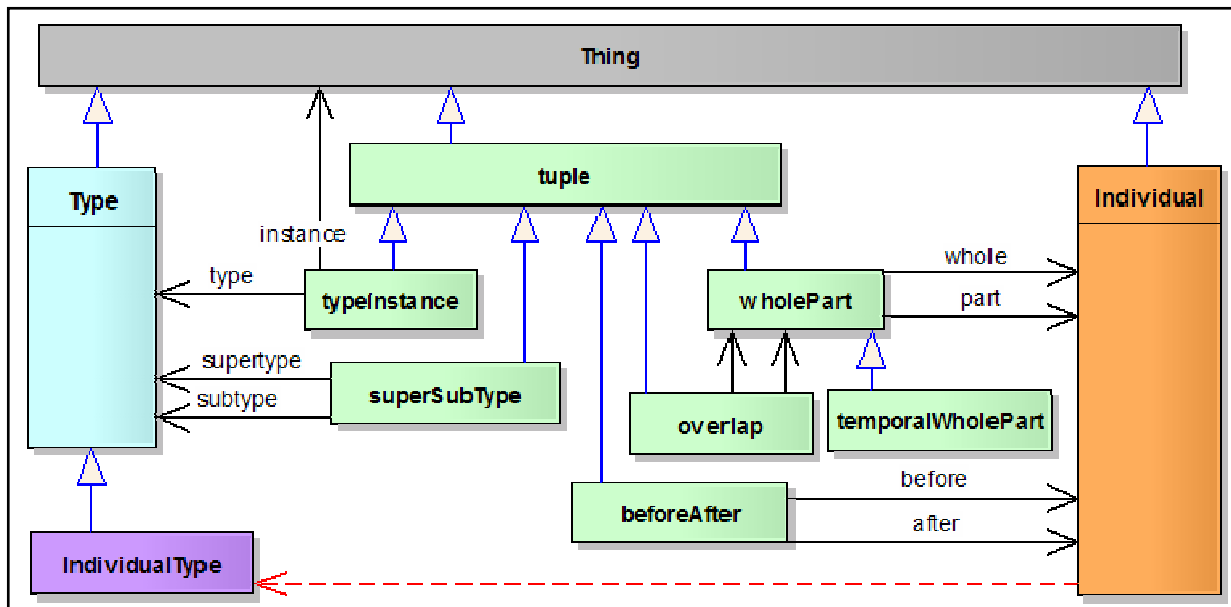 Thing
tuple
Type
Individual
instance
whole
type
typeInstance
wholePart
part
supertype
superSubType
subtype
overlap
temporalWholePart
before
beforeAfter
after
IndividualType